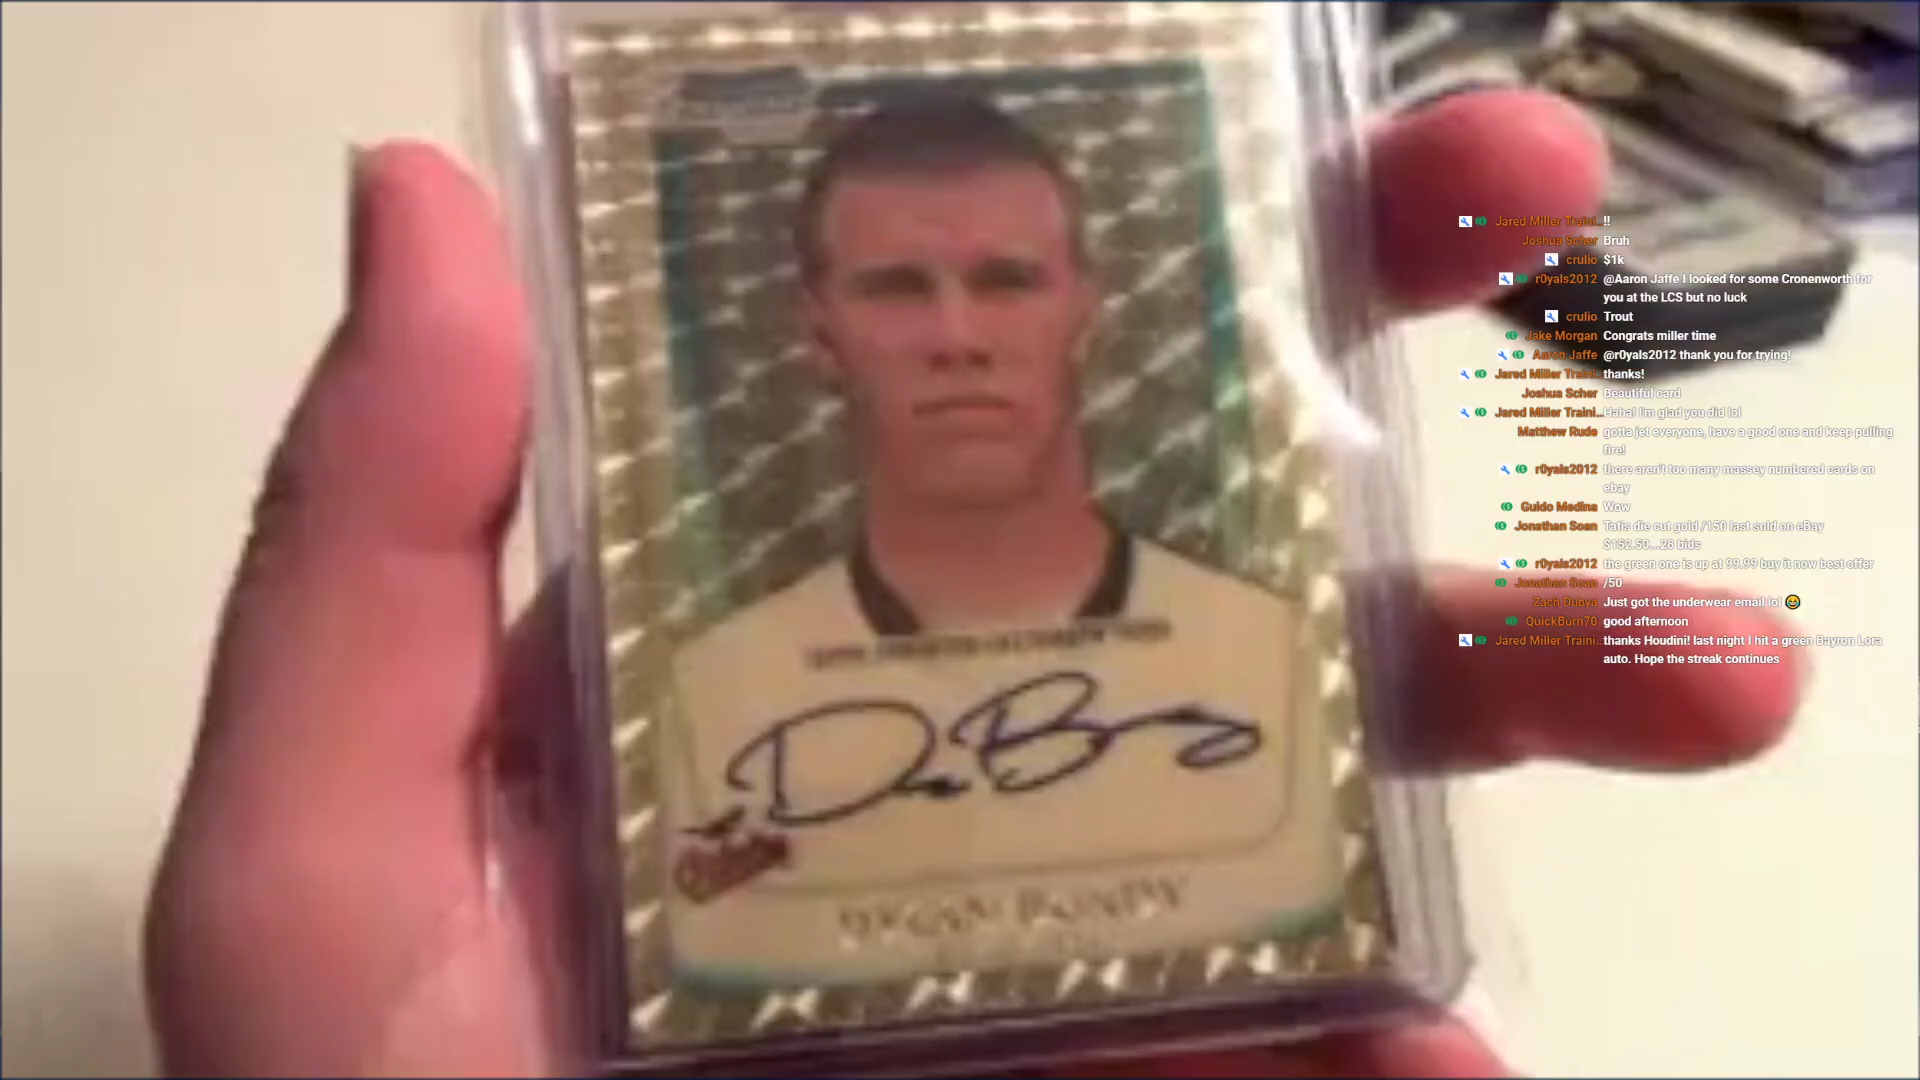 DYLAN BUNDY
Jared Miller Traini... !!
Joshua Scher Bruh
crulio $1k
r0yals2012 @Aaron Jaffe I looked for some Cronenworth for
you at the LCS but no luck
crulio Trout
Jake Morgan Congrats miller time
Aaron Jaffe @r0yals2012 thank you for trying!
Jared Miller Traini... thanks!
Joshua Scher Beautiful card
Jared Miller Traini... Haha! I'm glad you did lol
Matthew Rude gotta jet everyone, have a good one and keep pulling
fire!
r0yals2012 there aren't too many massey numbered cards on
ebay
Guido Medina Wow
Jonathan Soan Tatis die cut gold /150 last sold on eBay
$152.50...28 bids
r0yals2012 the green one is up at 99.99 buy it now best offer
Jonathan Soan /50
Zach Dubya Just got the underwear email lol 😂
QuickBurn70 good afternoon
Jared Miller Traini... thanks Houdini! last night I hit a green Bayron Lora
auto. Hope the streak continues